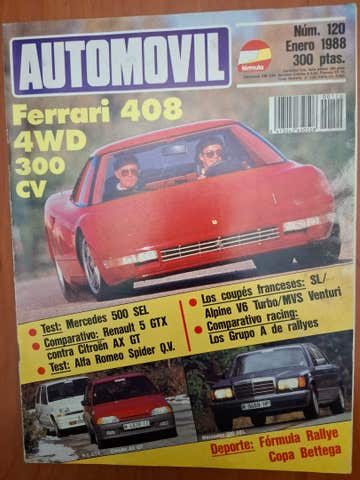 AUTOMOVIL
fórmula
Núm. 120
Enero 1988
300 ptas.
Ferrari 408
4WD
300
CV
• Test: Mercedes 500 SEL
• Comparativo: Renault 5 GTX
contra Citroën AX GT
• Test: Alfa Romeo Spider Q.V.
• Los coupés franceses: SL/
Alpine V6 Turbo/MVS Venturi
• Comparativo racing:
Los Grupo A de rallyes
Deporte: Fórmula Rallye
Copa Bettega